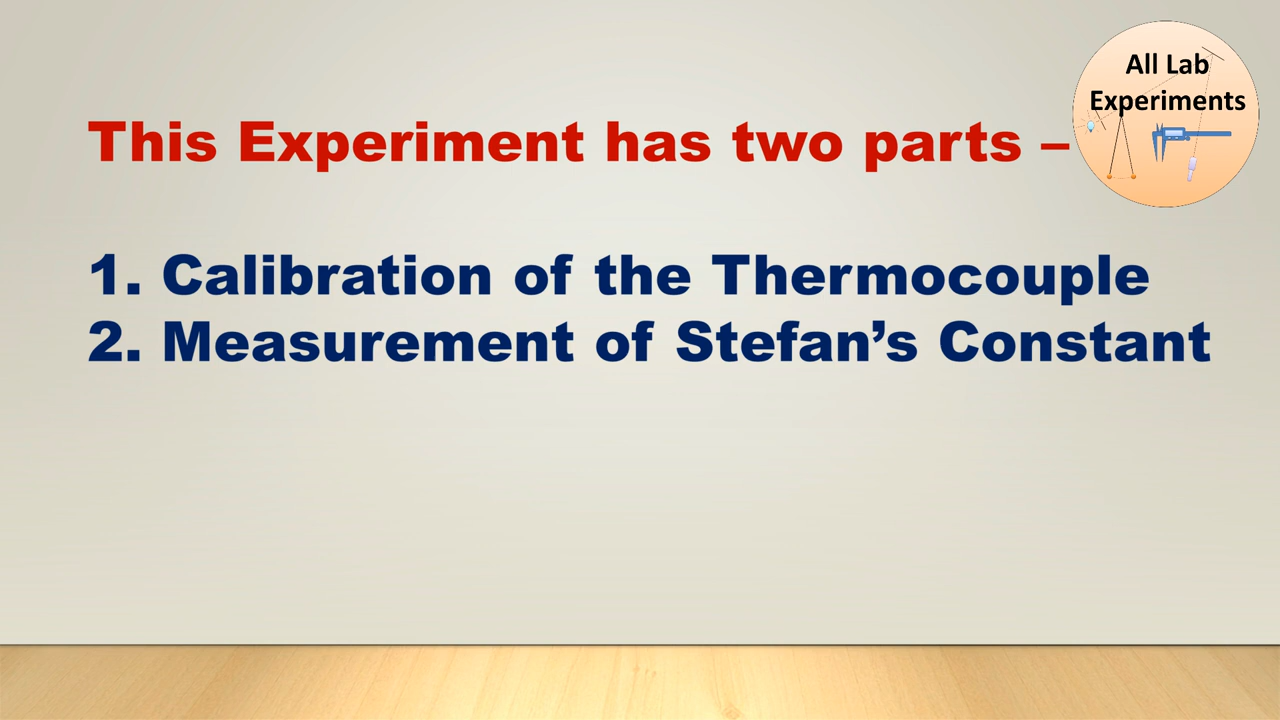 All Lab
Experiments
This Experiment has two parts –
1. Calibration of the Thermocouple
2. Measurement of Stefan’s Constant